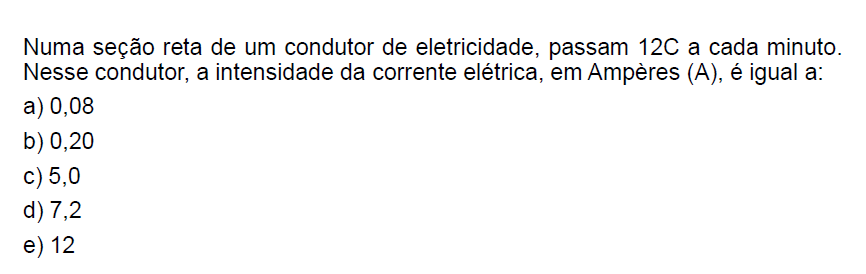 Numa seção reta de um condutor de eletricidade, passam 12C a cada minuto.
Nesse condutor, a intensidade da corrente elétrica, em Ampères (A), é igual a:
a) 0,08
b) 0,20
c) 5,0
d) 7,2
e) 12